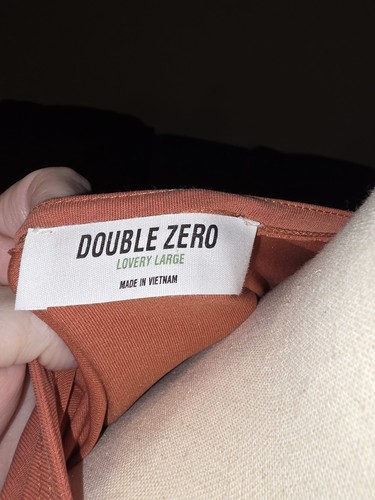 DOUBLE ZERO
LOVERY LARGE
MADE IN VIETNAM